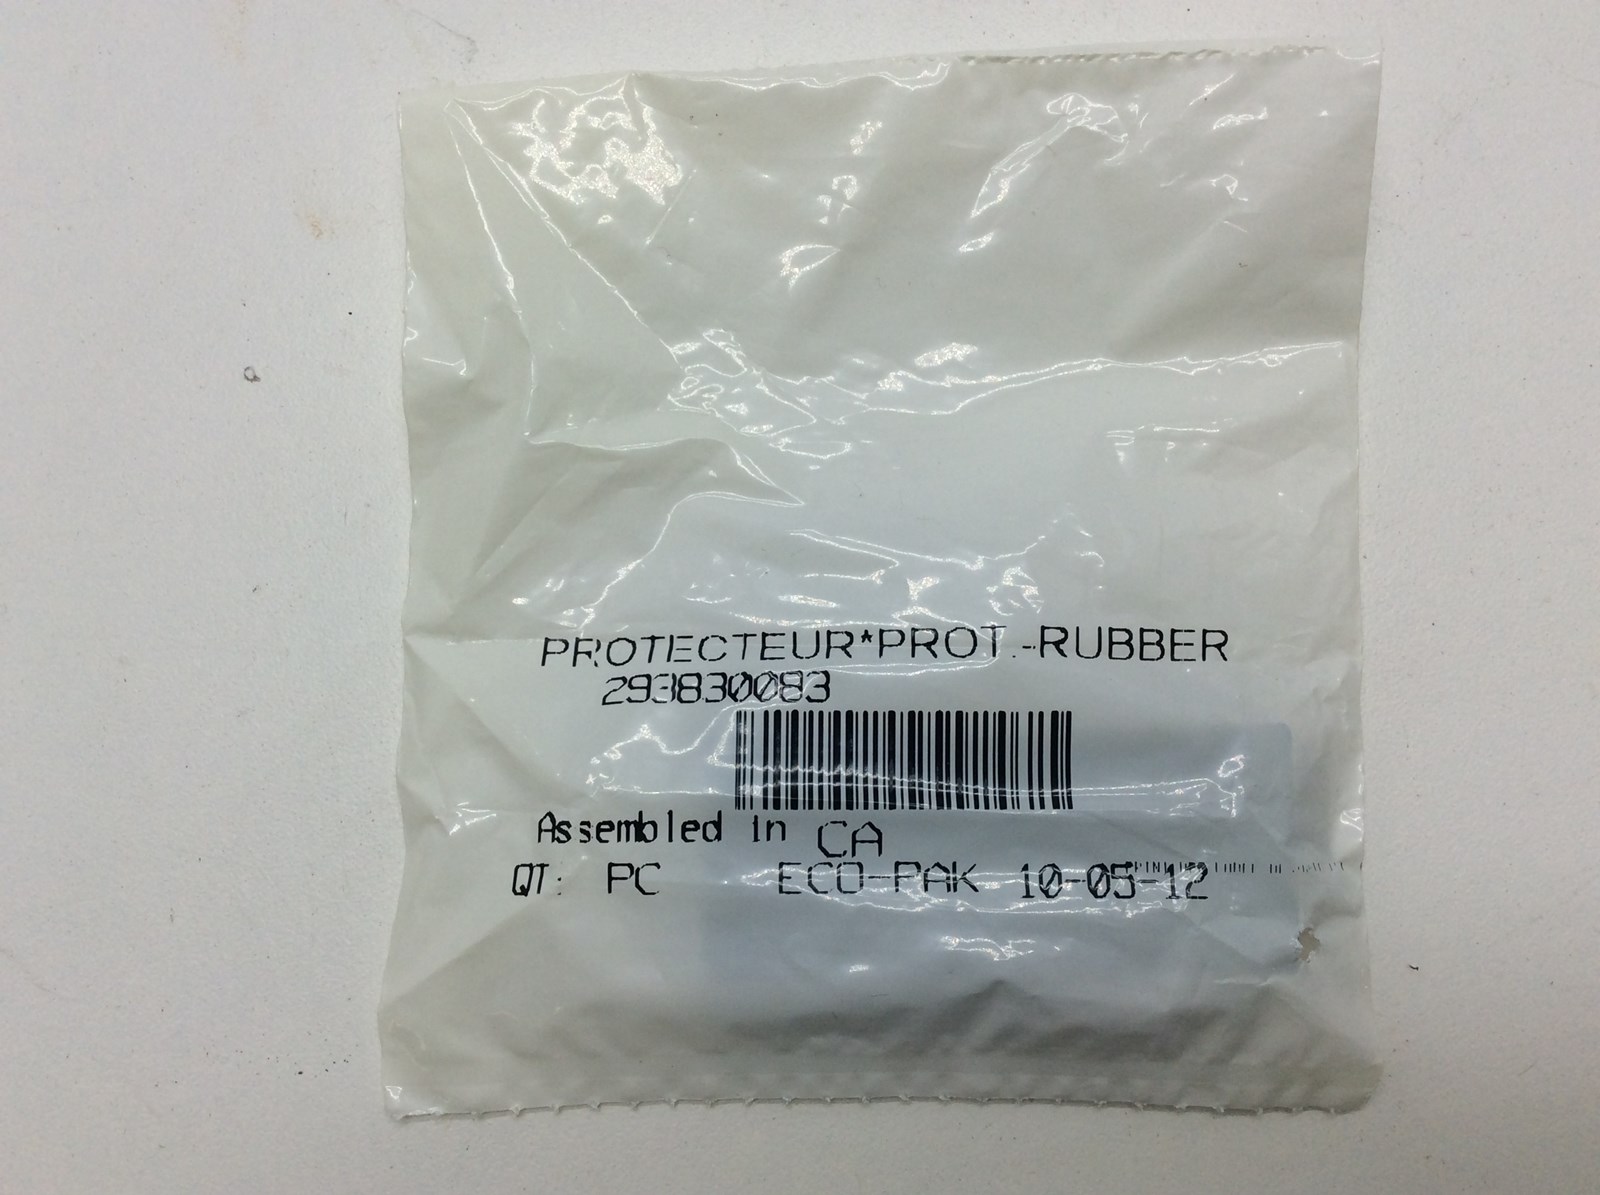 PROTECTEUR*PROT.-RUBBER
293830083
Assembled in CA
QT: PC ECO-PAK 10-05-12